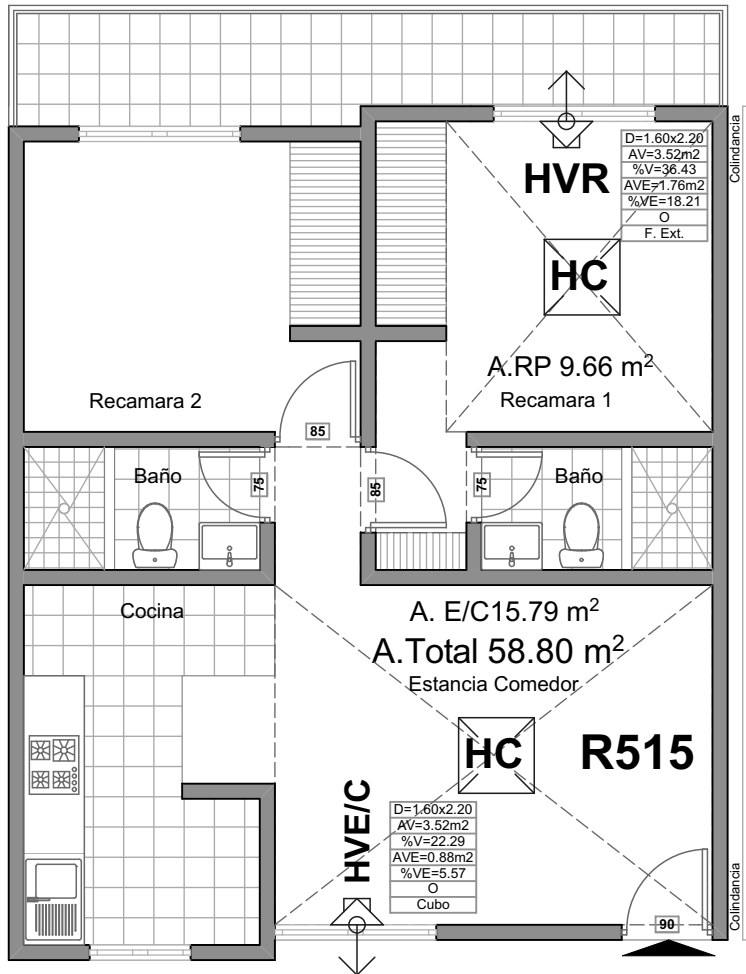 Colindancia
D=1.60x2.20
AV=3.52m2
%V=36.43
AVE=1.76m2
%VE=18.21
O
F. Ext.
HVR
HC
A.RP 9.66 m²
Recamara 1
Recamara 2
85
Baño
75
85
75
Baño
Cocina
A. E/C15.79 m²
A.Total 58.80 m²
Estancia Comedor
HC
R515
HVE/C
D=1.60x2.20
AV=3.52m2
%V=22.29
AVE=0.88m2
%VE=5.57
O
Cubo
Colindancia
90